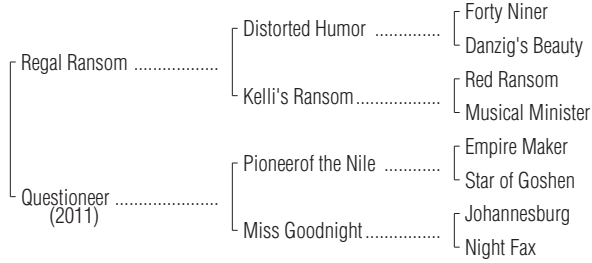 Forty Niner
Distorted Humor ..............
Danzig's Beauty
Regal Ransom ..................
Red Ransom
Kelli's Ransom..................
Musical Minister
Empire Maker
Pioneerof the Nile ............
Star of Goshen
Questioneer ......................
(2011)
Johannesburg
Miss Goodnight................
Night Fax